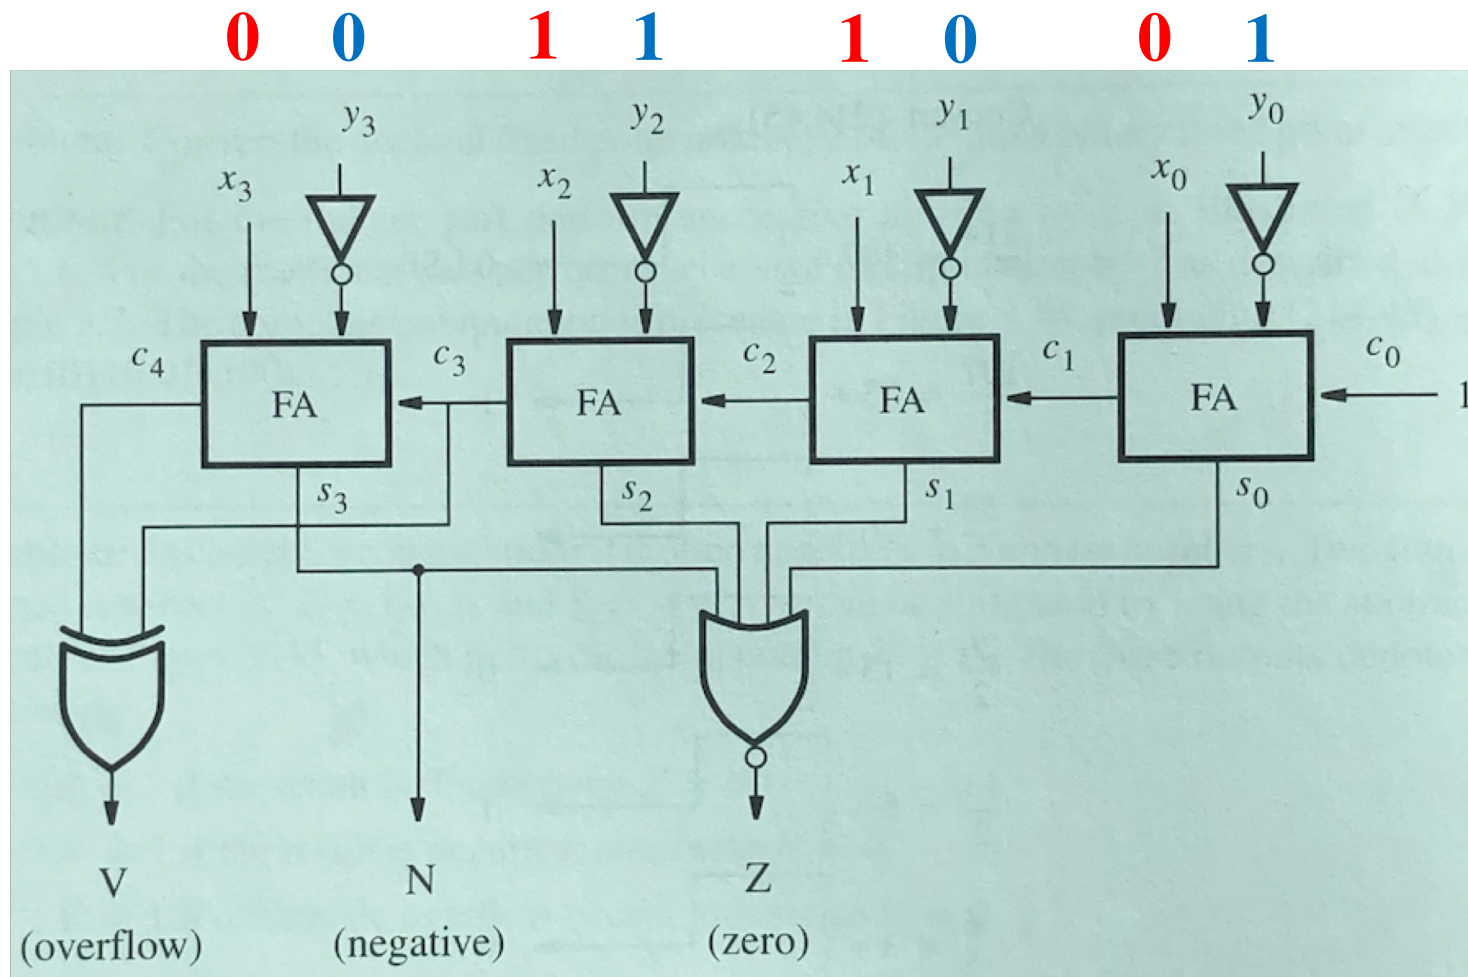 0 0 1 1 1 0 0 1
y3 y2 y1 y0
x3 x2 x1 x0
c4 c3 c2 c1 c0
FA FA FA FA 1
s3 s2 s1 s0
V N Z
(overflow) (negative) (zero)